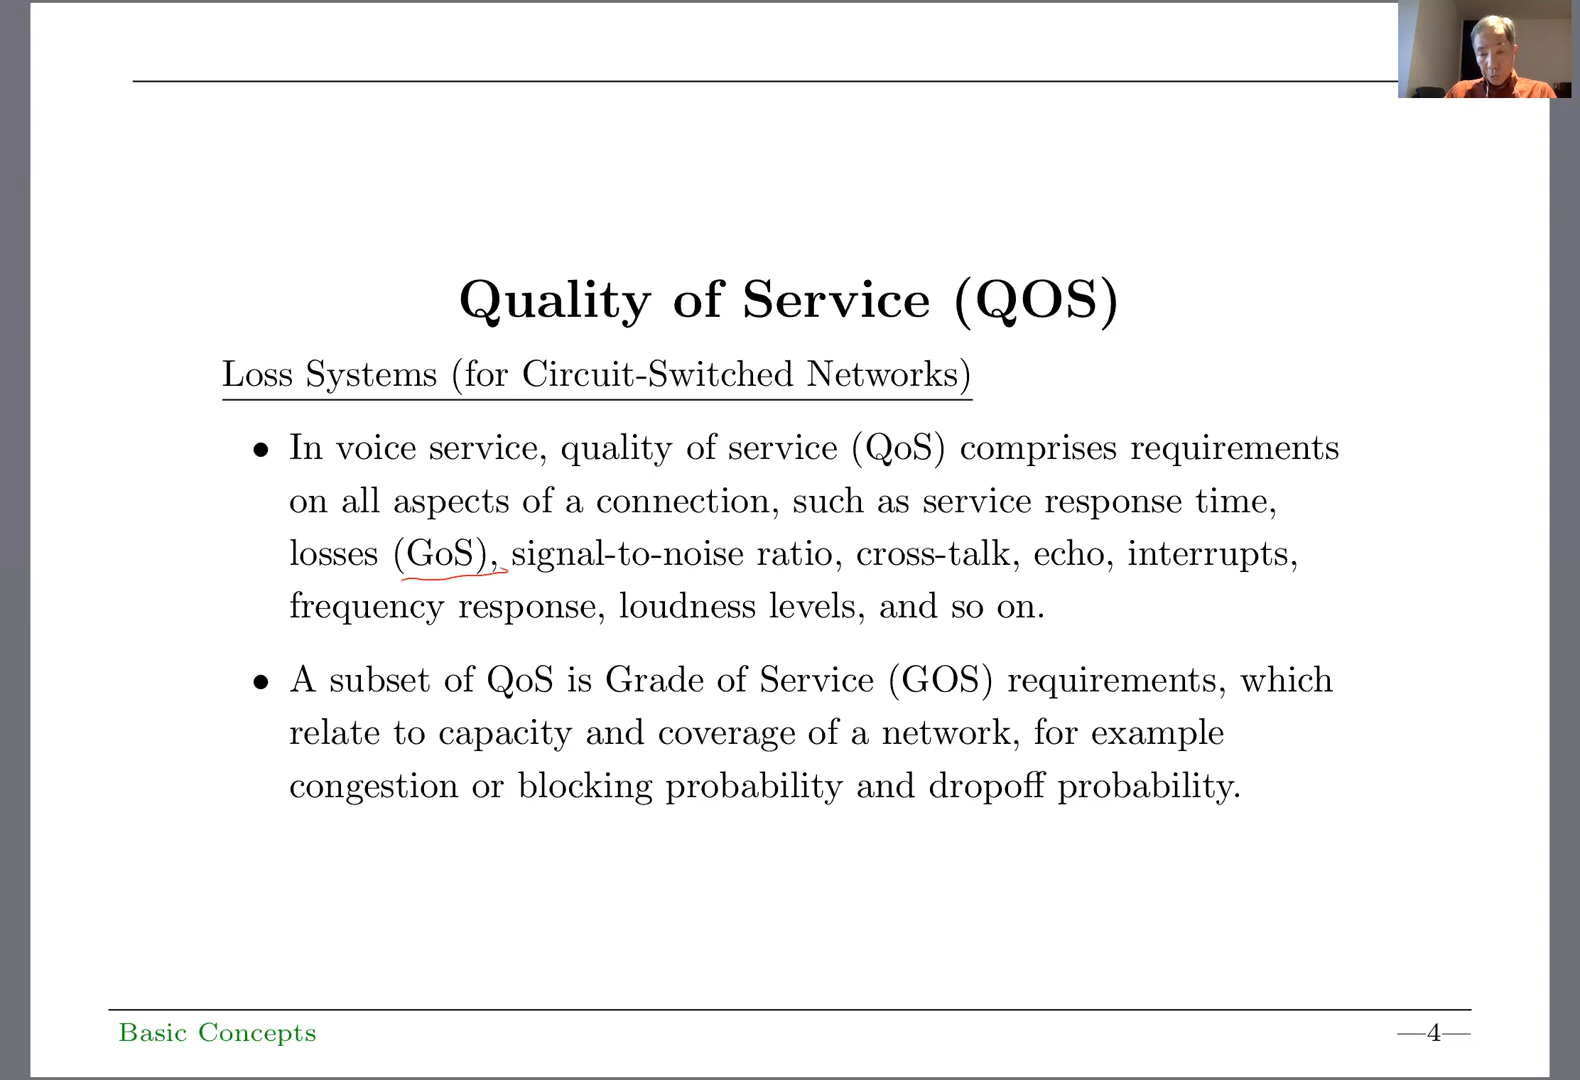 Quality of Service (QOS)
Loss Systems (for Circuit-Switched Networks)
• In voice service, quality of service (QoS) comprises requirements
on all aspects of a connection, such as service response time,
losses (GoS), signal-to-noise ratio, cross-talk, echo, interrupts,
frequency response, loudness levels, and so on.
• A subset of QoS is Grade of Service (GOS) requirements, which
relate to capacity and coverage of a network, for example
congestion or blocking probability and dropoff probability.
Basic Concepts
—4—